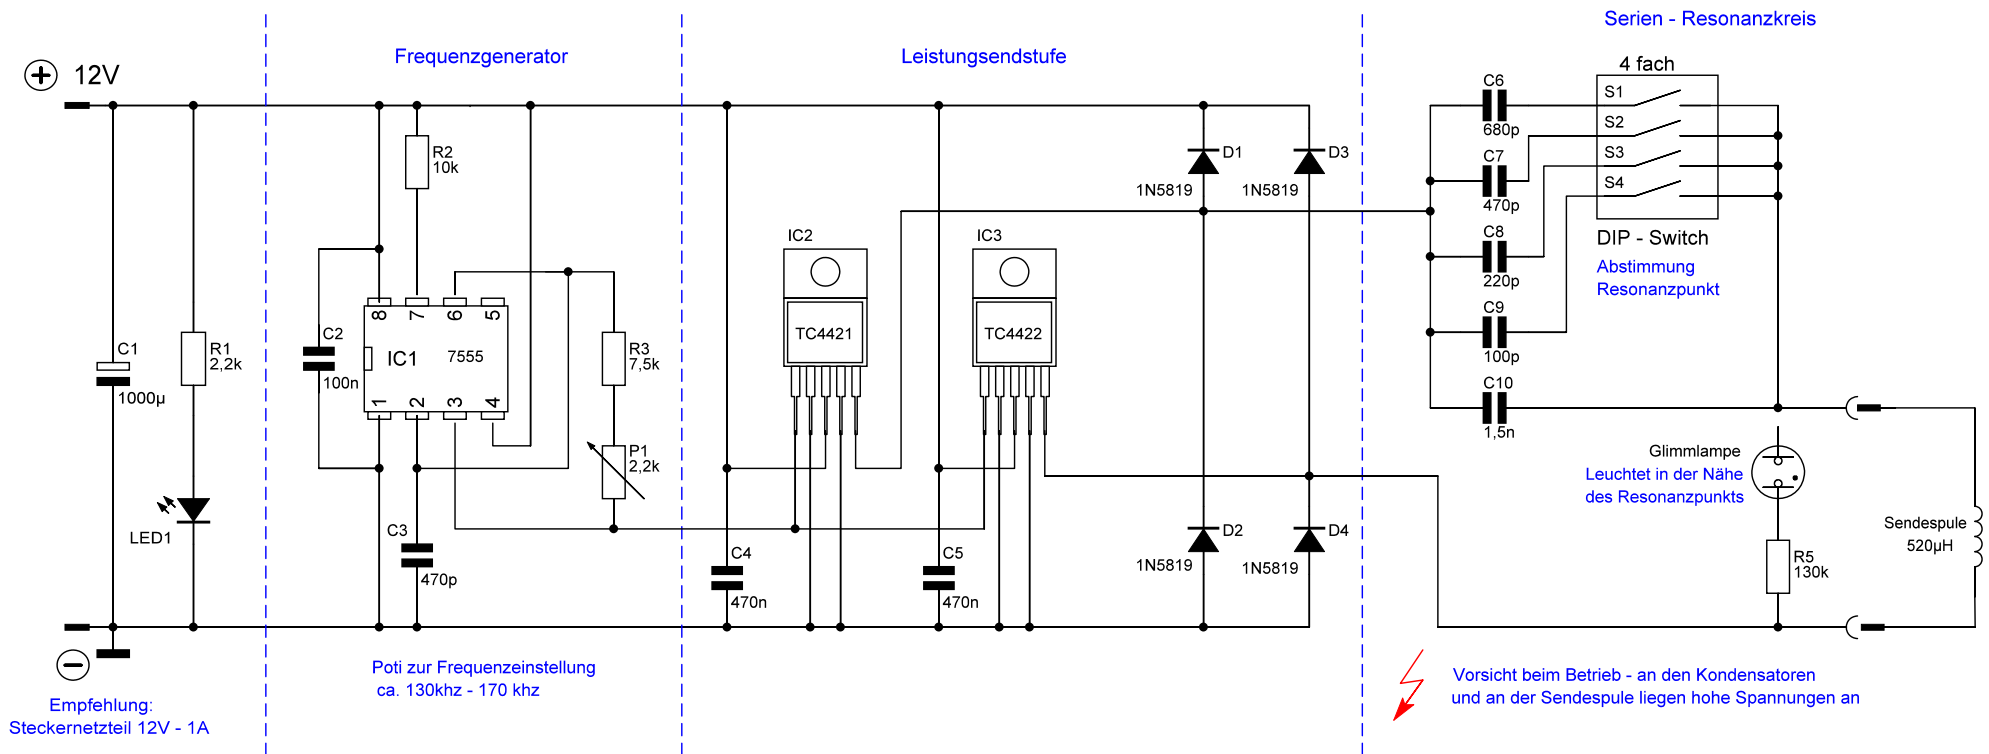 Serien - Resonanzkreis
Frequenzgenerator
Leistungsendstufe
4 fach
+ 12V
C6
680p
S1
S2
S3
S4
C7
470p
DIP - Switch
Abstimmung
Resonanzpunkt
C8
220p
C9
100p
C10
1,5n
R2
10k
D1
1N5819
D3
1N5819
IC2
TC4421
IC3
TC4422
C1
1000µ
R1
2,2k
LED1
C2
100n
8
7
6
5
IC1
7555
1
2
3
4
R3
7,5k
P1
2,2k
C3
470p
C4
470n
C5
470n
D2
1N5819
D4
1N5819
Glimmlampe
Leuchtet in der Nähe
des Resonanzpunkts
R5
130k
Sendespule
520µH
−
Empfehlung:
Steckernetzteil 12V - 1A
Poti zur Frequenzeinstellung
ca. 130khz - 170 khz
Vorsicht beim Betrieb - an den Kondensatoren
und an der Sendespule liegen hohe Spannungen an